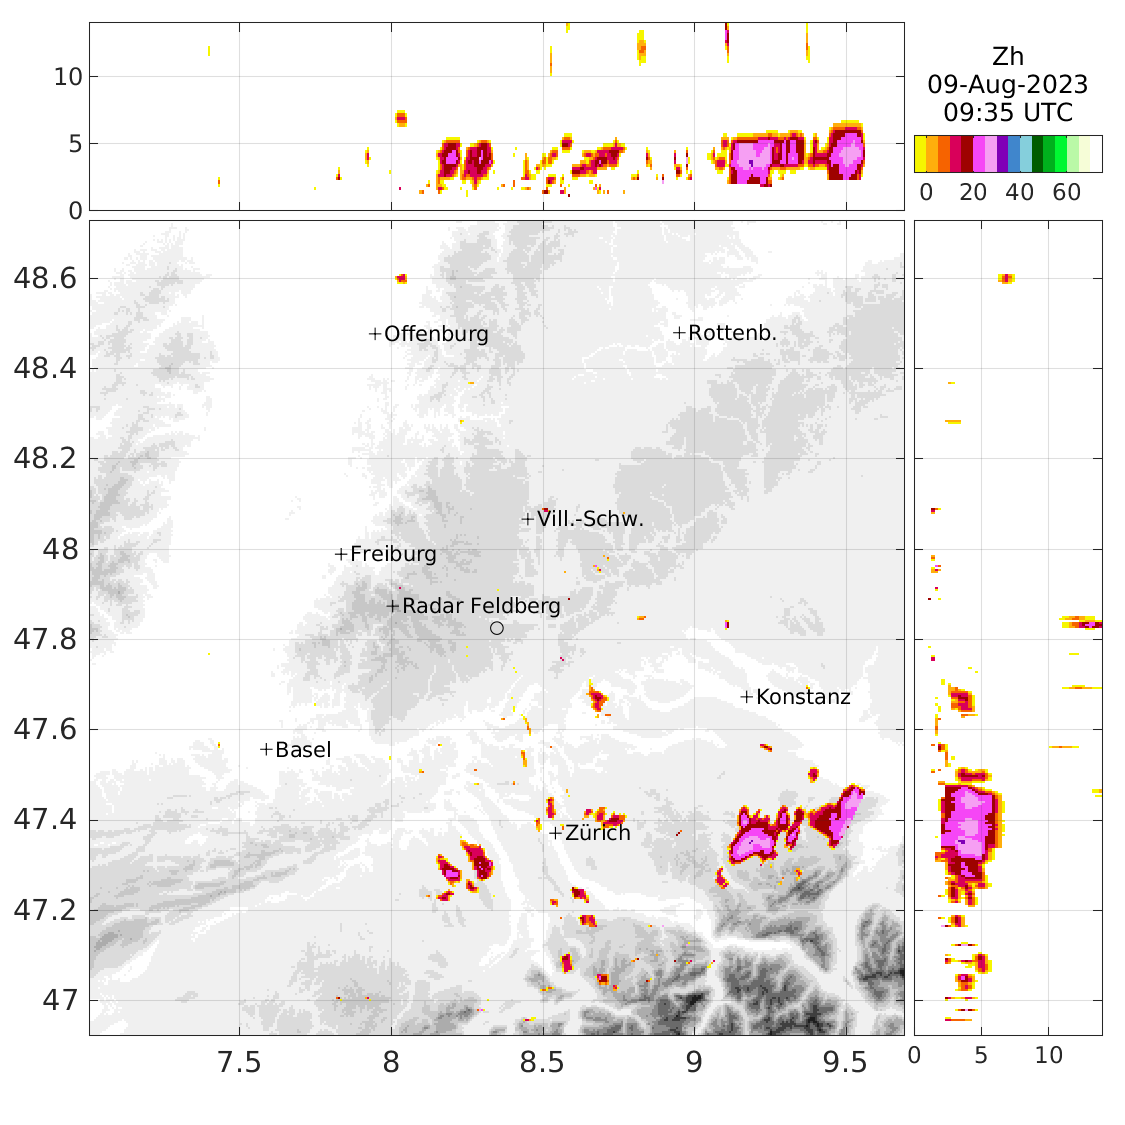 10
5
0
Zh
09-Aug-2023
09:35 UTC
0 20 40 60
48.6
48.4
48.2
48
47.8
47.6
47.4
47.2
47
+Offenburg
+Rottenb.
+Vill.-Schw.
+Freiburg
+Radar Feldberg
+Konstanz
+Basel
+Zürich
7.5 8 8.5 9 9.5
0 5 10